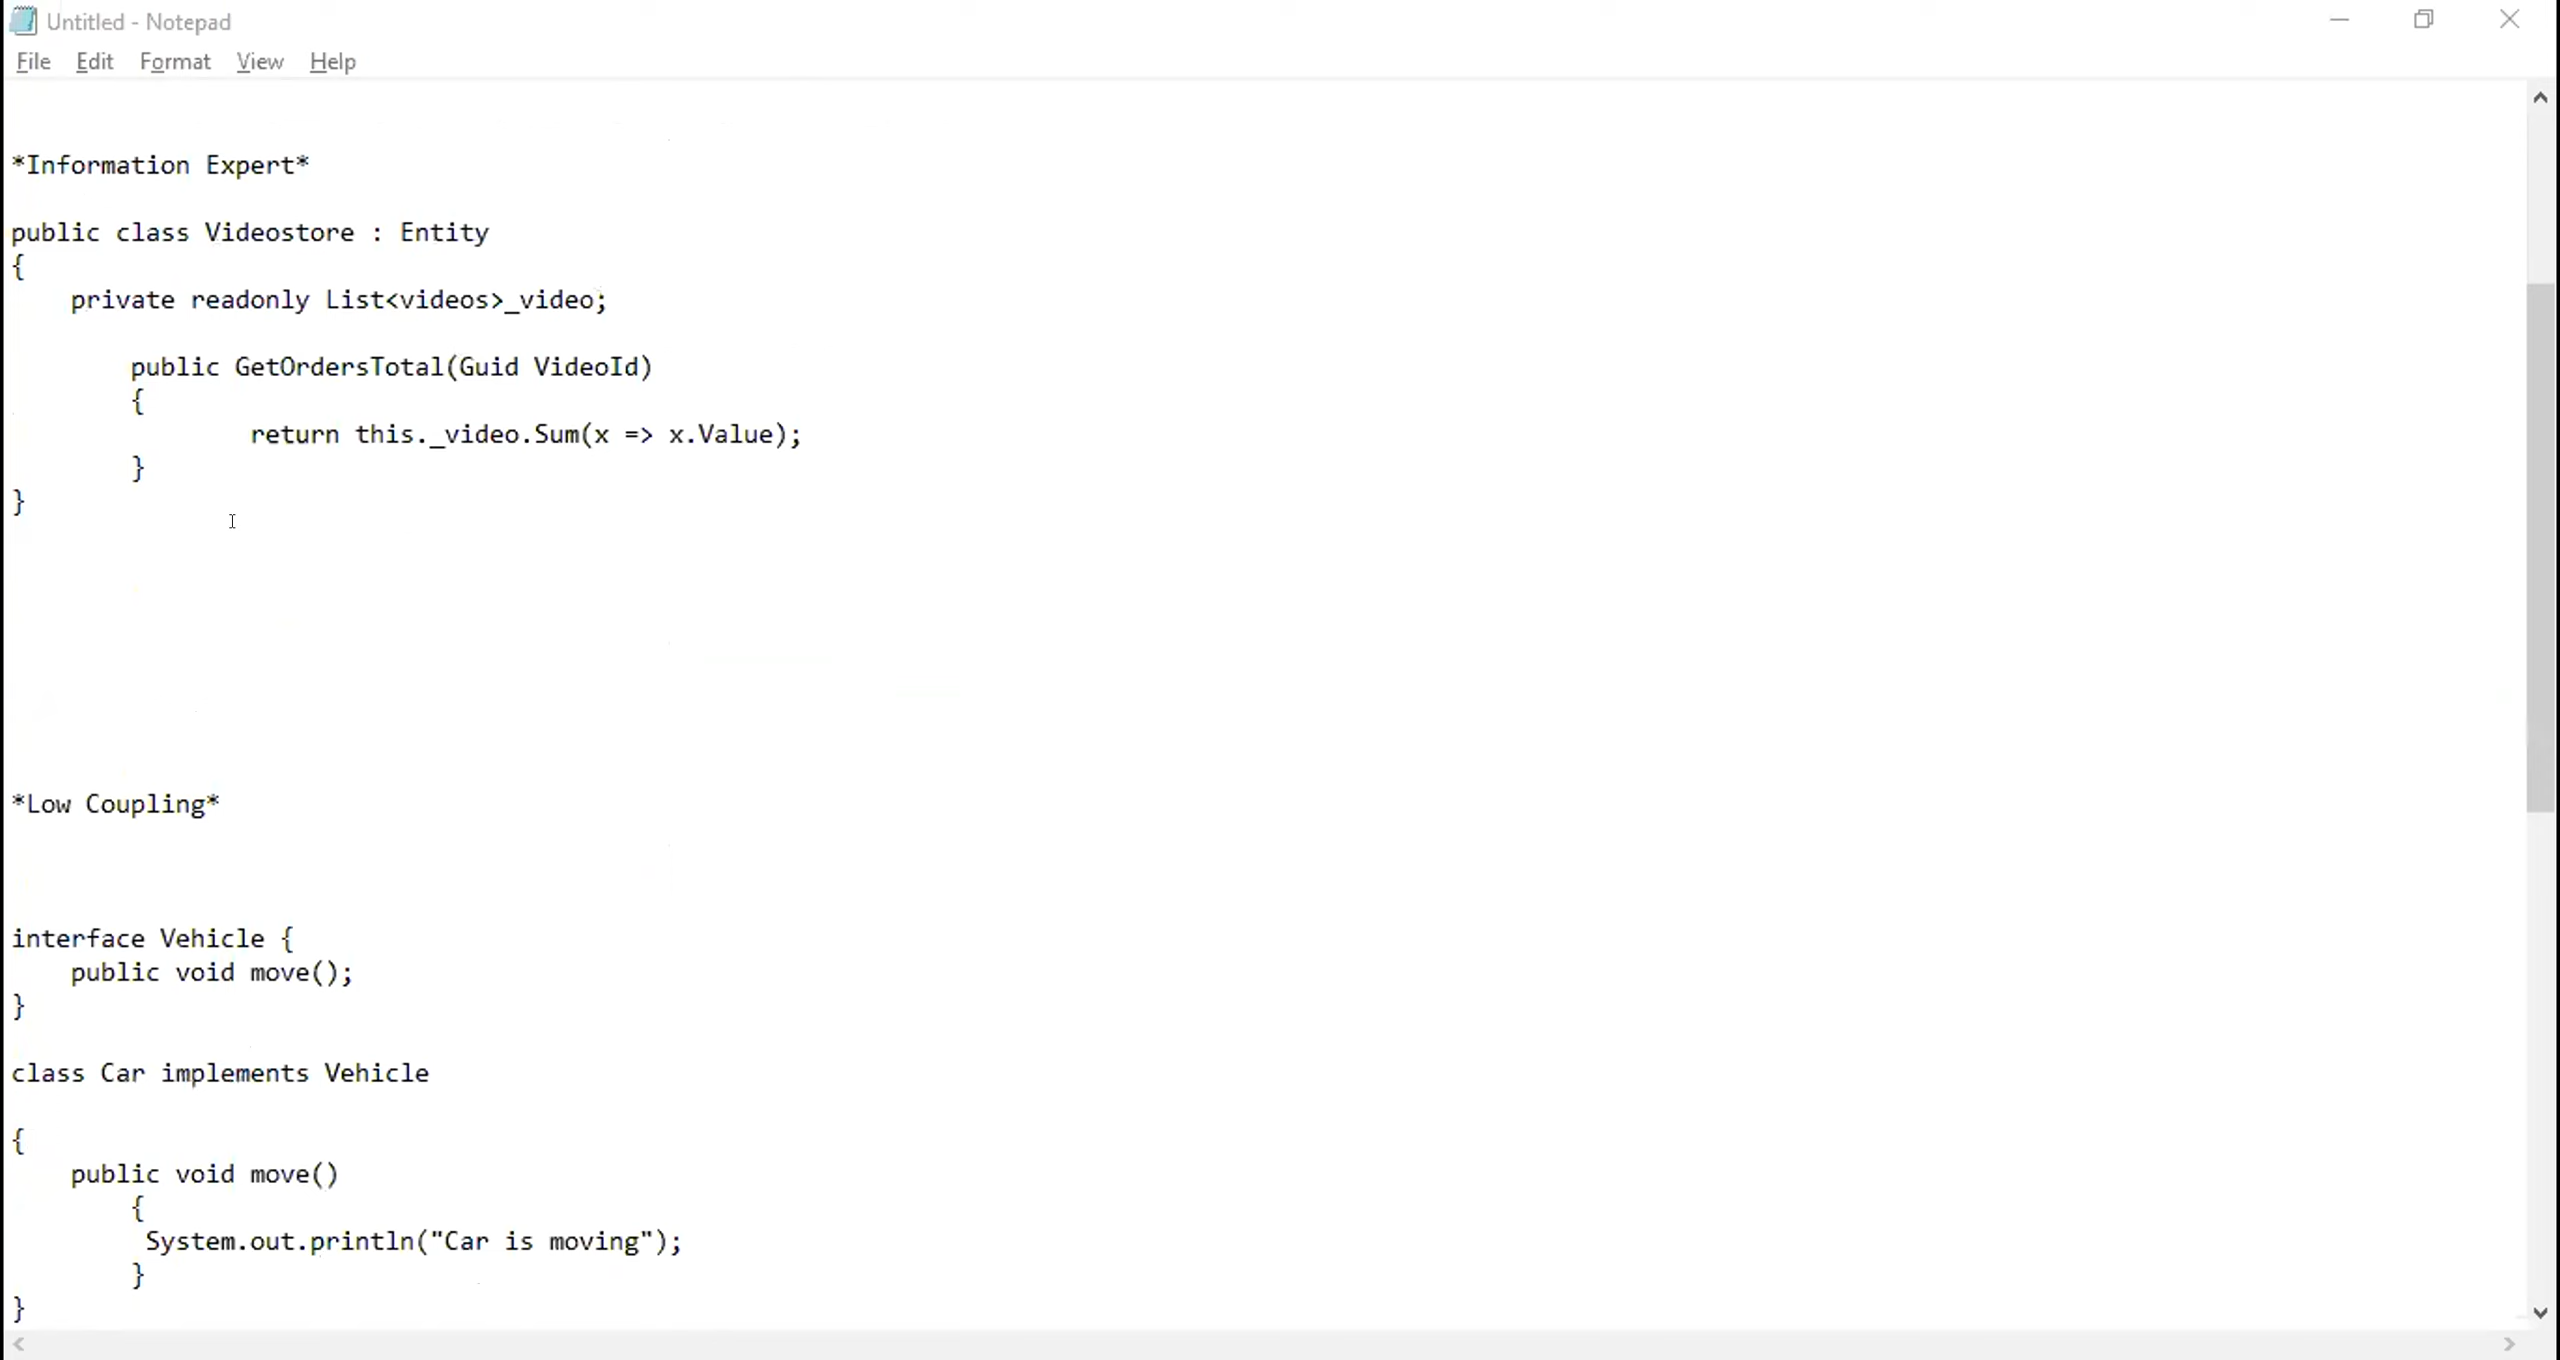 Untitled - Notepad
File Edit Format View Help
*Information Expert*
public class Videostore : Entity
{
    private readonly List<videos>_video;
        public GetOrdersTotal(Guid VideoId)
        {
                return this._video.Sum(x => x.Value);
        }
}
*Low Coupling*
interface Vehicle {
    public void move();
}
class Car implements Vehicle
{
    public void move()
        {
         System.out.println("Car is moving");
        }
}